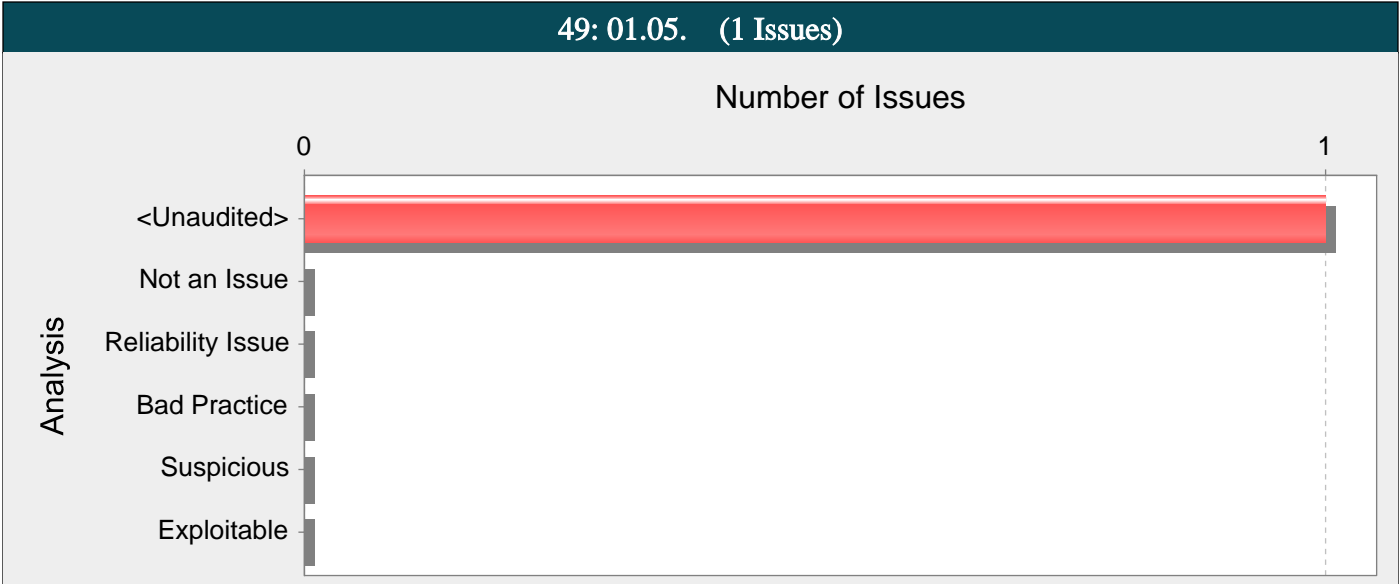 49: 01.05. (1 Issues)
Number of Issues
0 1
<Unaudited>
Not an Issue
Reliability Issue
Bad Practice
Suspicious
Exploitable
Analysis